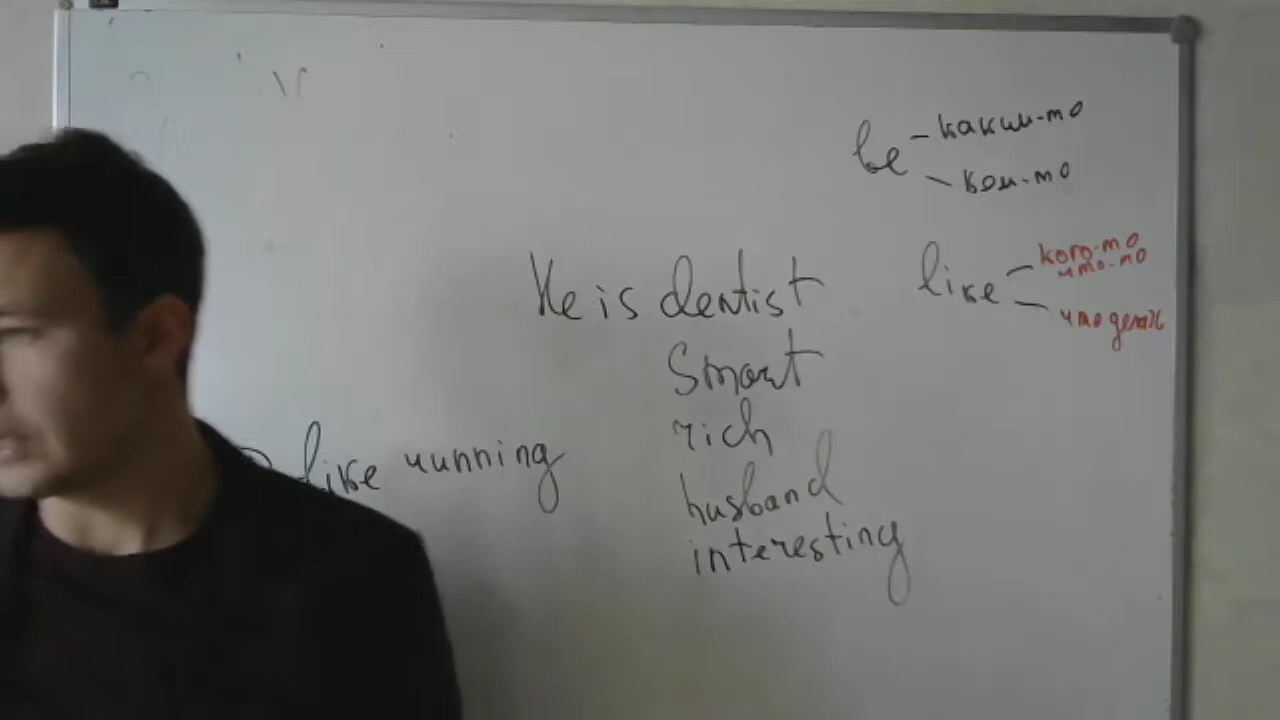 be - каким-то
- кем-то
He is dentist
like - кого-то
что-то
- что делать
smart
rich
like running
husband
interesting